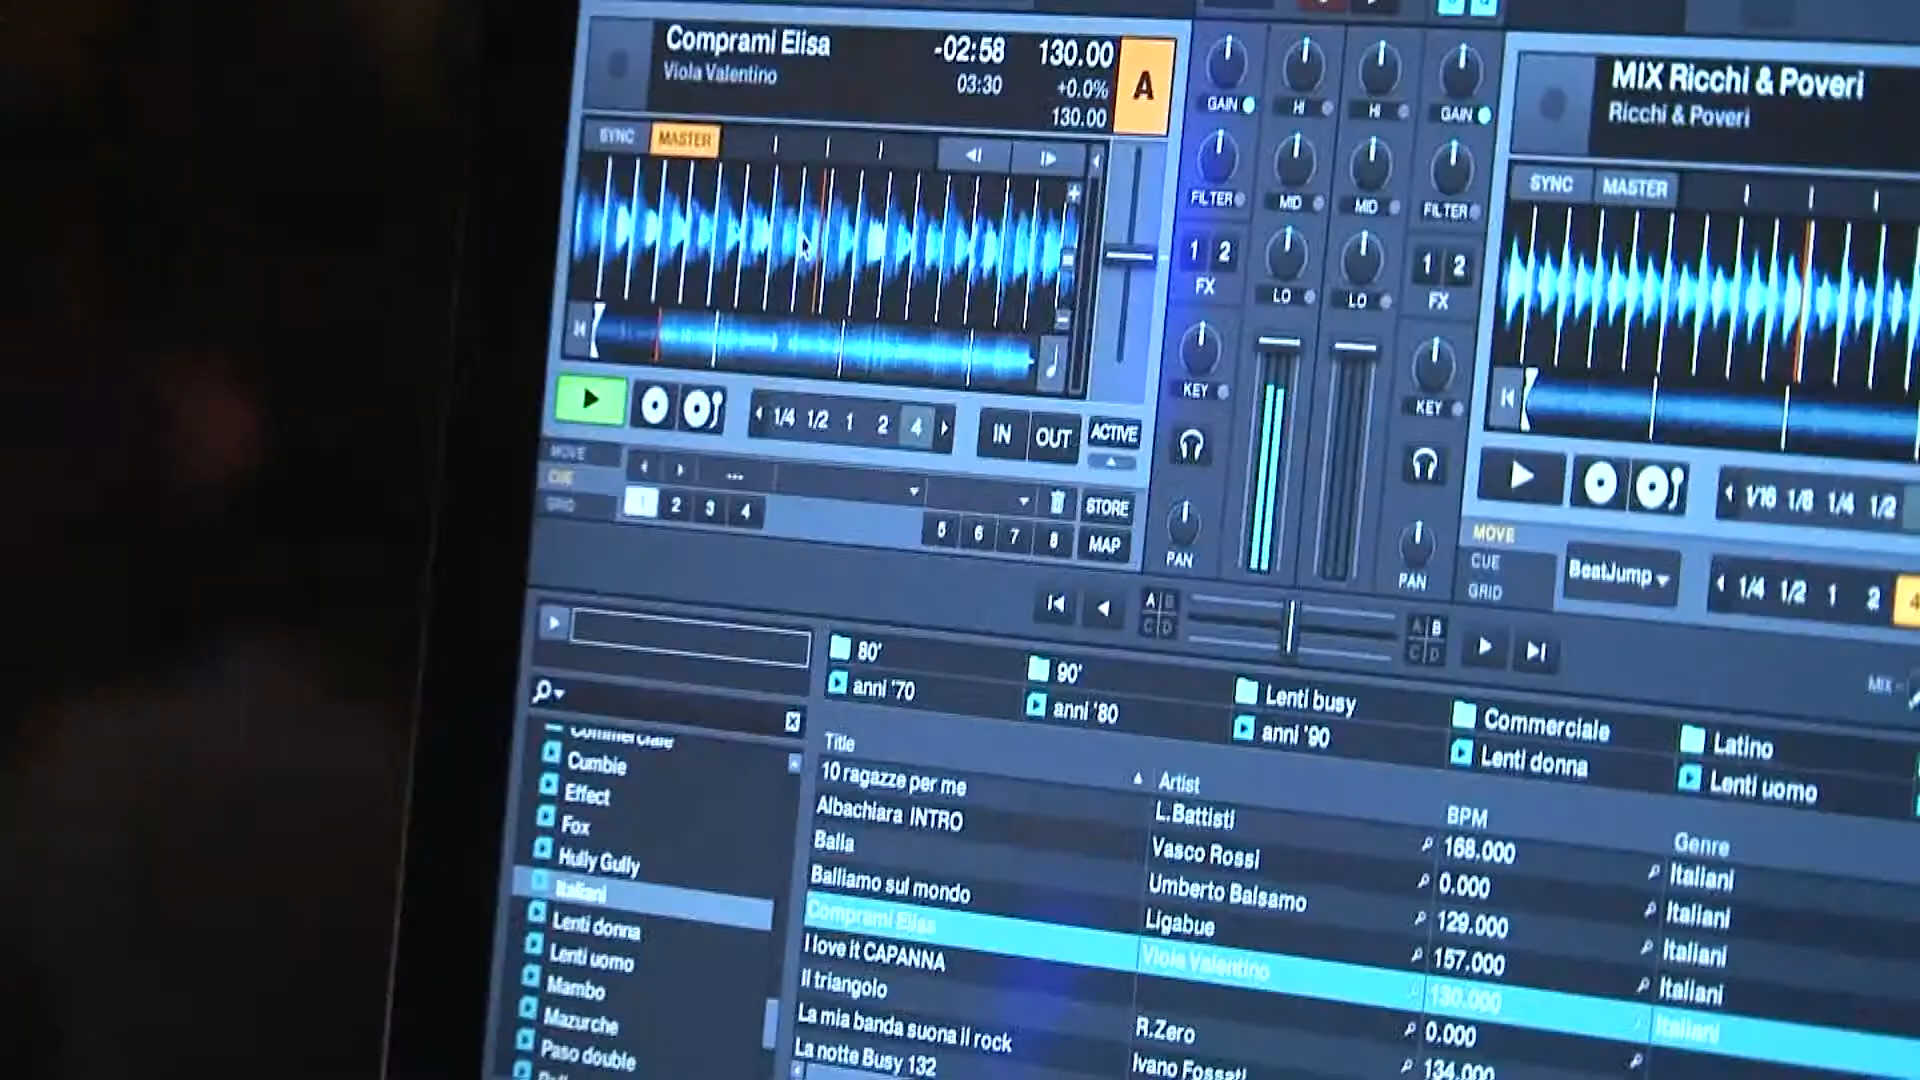 Comprami Elisa -02:58 130.00
Viola Valentino 03:30 +0.0%
130.00
A
SYNC MASTER
1/4 1/2 1 2 4 IN OUT ACTIVE
MOVE
CUE
GRID
...
1 2 3 4
5 6 7 8
STORE
MAP
GAIN HI HI GAIN
FILTER MID MID FILTER
1 2 LO LO 1 2
FX FX
KEY KEY
PAN PAN
A B
C D
A B
C D
MIX Ricchi & Poveri
Ricchi & Poveri
SYNC MASTER
1/16 1/8 1/4 1/2
MOVE
CUE
GRID
BeatJump 1/4 1/2 1 2 4
MIX
80' 90' Lenti busy Commerciale Latino
anni '70 anni '80 anni '90 Lenti donna Lenti uomo
Commerciale
Cumbie
Effect
Fox
Hully Gully
Italiani
Lenti donna
Lenti uomo
Mambo
Mazurche
Paso double
Title Artist BPM Genre
10 ragazze per me L.Battisti 168.000 Italiani
Albachiara INTRO Vasco Rossi 0.000 Italiani
Balla Umberto Balsamo 129.000 Italiani
Balliamo sul mondo Ligabue 157.000 Italiani
Comprami Elisa Viola Valentino 130.000 Italiani
I love it CAPANNA 0.000
Il triangolo R.Zero 134.000
La mia banda suona il rock Ivano Fossati
La notte Busy 132